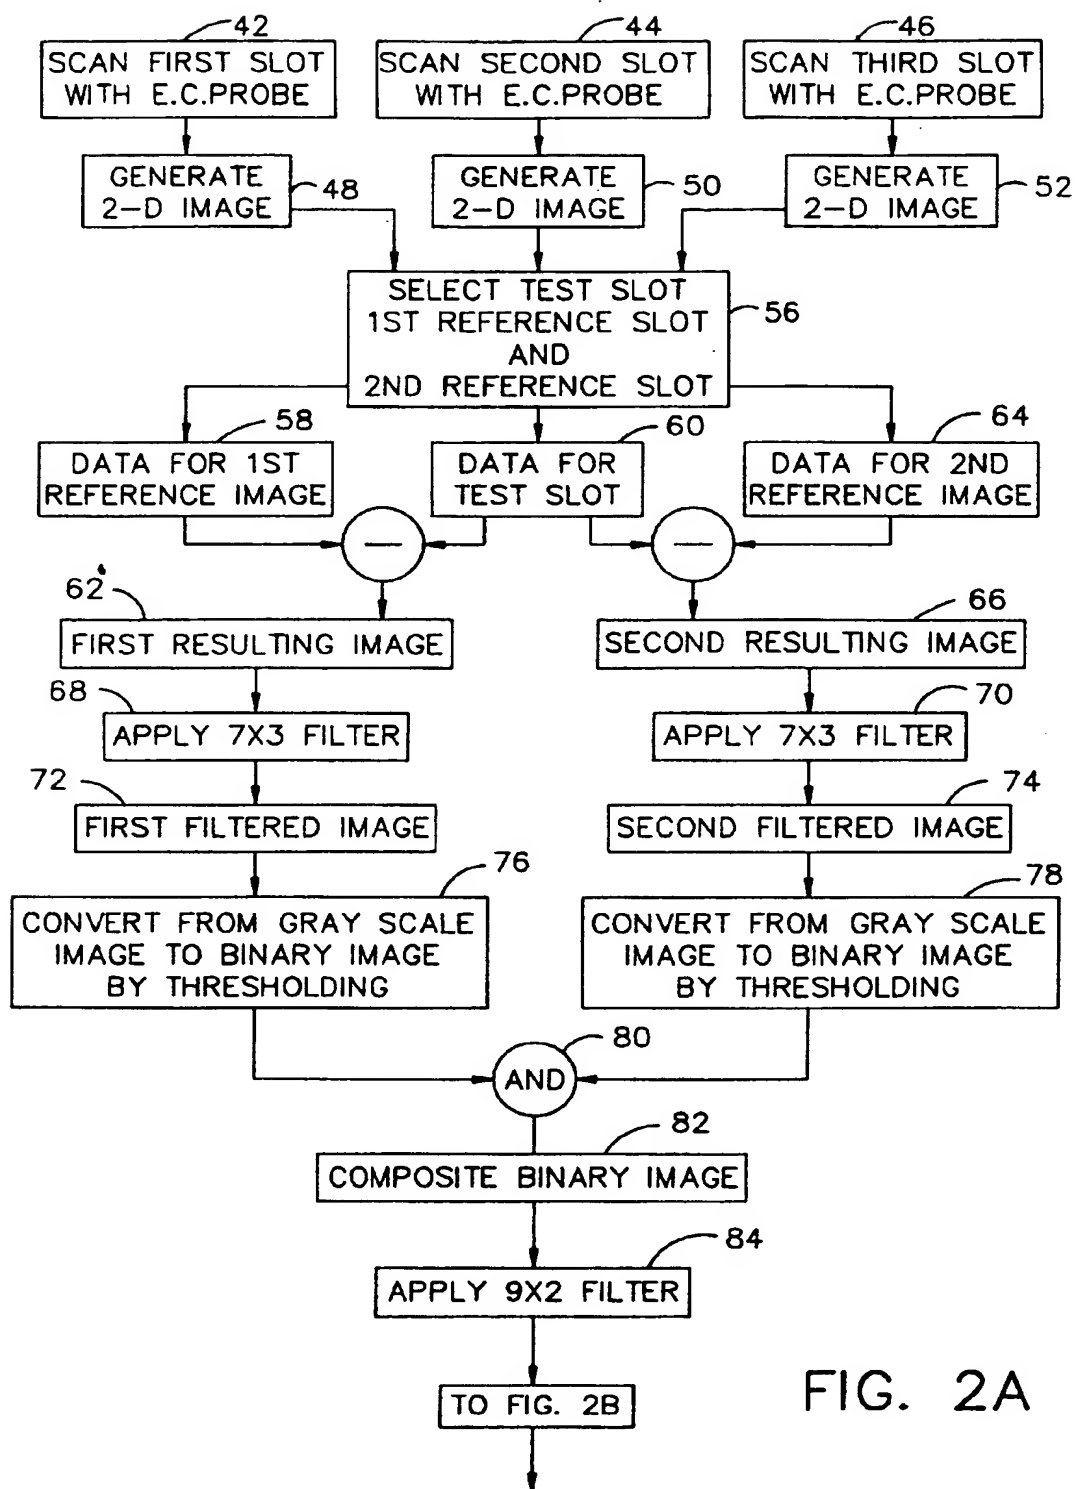 42
44
46
SCAN FIRST SLOT
WITH E.C.PROBE
SCAN SECOND SLOT
WITH E.C.PROBE
SCAN THIRD SLOT
WITH E.C.PROBE
GENERATE
2-D IMAGE
48
GENERATE
2-D IMAGE
50
GENERATE
2-D IMAGE
52
SELECT TEST SLOT
1ST REFERENCE SLOT
AND
2ND REFERENCE SLOT
56
58
60
64
DATA FOR 1ST
REFERENCE IMAGE
DATA FOR
TEST SLOT
DATA FOR 2ND
REFERENCE IMAGE
—
—
62
66
FIRST RESULTING IMAGE
SECOND RESULTING IMAGE
68
70
APPLY 7X3 FILTER
APPLY 7X3 FILTER
72
74
FIRST FILTERED IMAGE
SECOND FILTERED IMAGE
76
78
CONVERT FROM GRAY SCALE
IMAGE TO BINARY IMAGE
BY THRESHOLDING
CONVERT FROM GRAY SCALE
IMAGE TO BINARY IMAGE
BY THRESHOLDING
80
AND
82
COMPOSITE BINARY IMAGE
84
APPLY 9X2 FILTER
TO FIG. 2B
FIG. 2A